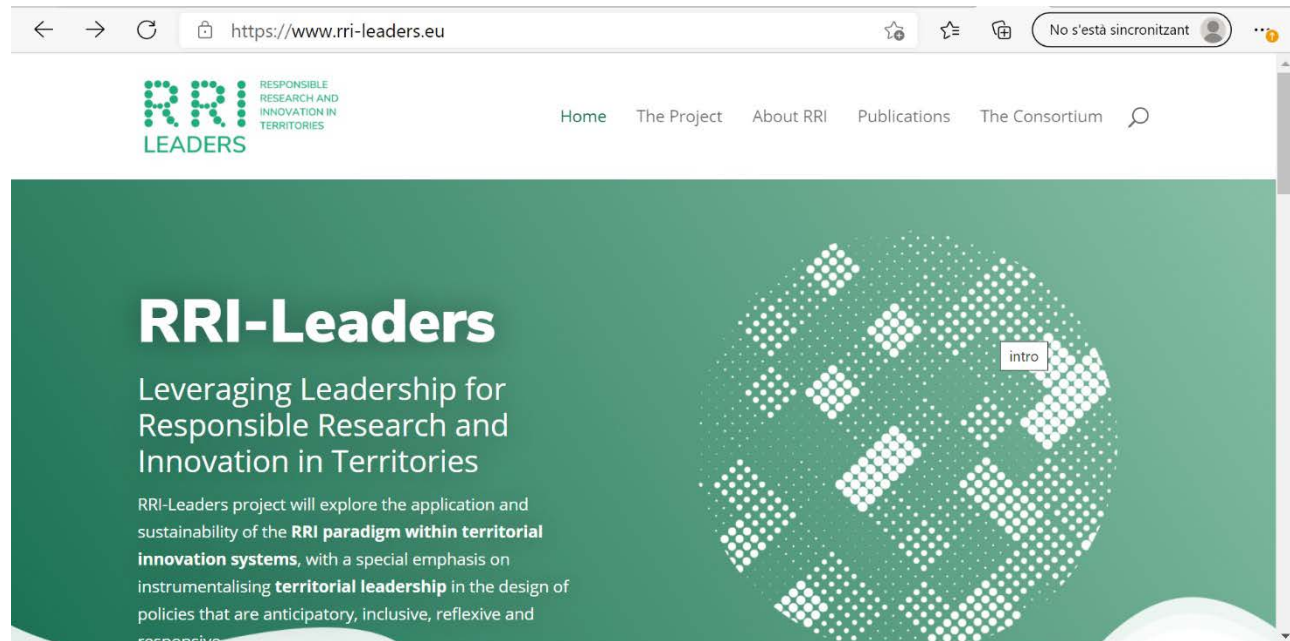 https://www.rri-leaders.eu
No s'està sincronitzant
RRI
LEADERS
RESPONSIBLE
RESEARCH AND
INNOVATION IN
TERRITORIES
Home The Project About RRI Publications The Consortium
RRI-Leaders
intro
Leveraging Leadership for
Responsible Research and
Innovation in Territories
RRI-Leaders project will explore the application and
sustainability of the RRI paradigm within territorial
innovation systems, with a special emphasis on
instrumentalising territorial leadership in the design of
policies that are anticipatory, inclusive, reflexive and
responsive